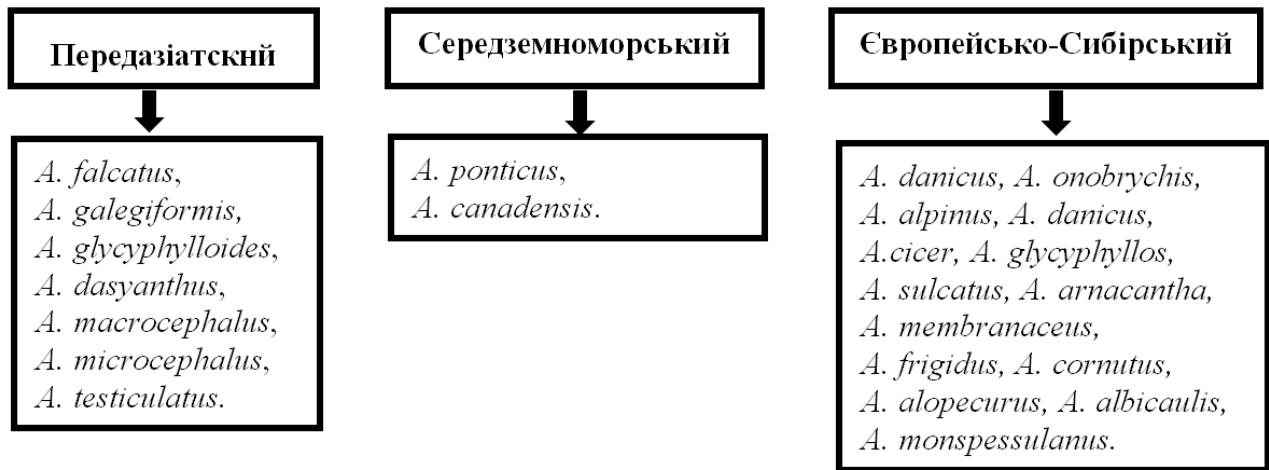 Передазіатскнй
A. falcatus,
A. galegiformis,
A. glycyphylloides,
A. dasyanthus,
A. macrocephalus,
A. microcephalus,
A. testiculatus.
Середземноморський
A. ponticus,
A. canadensis.
Європейсько-Сибірський
A. danicus, A. onobrychis,
A. alpinus, A. danicus,
A.cicer, A. glycyphyllos,
A. sulcatus, A. arnacantha,
A. membranaceus,
A. frigidus, A. cornutus,
A. alopecurus, A. albicaulis,
A. monspessulanus.